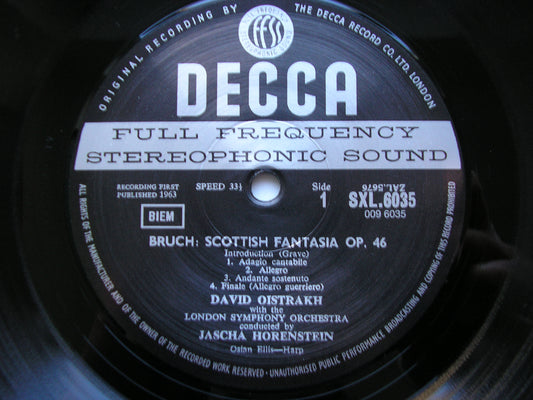 ORIGINAL RECORDING BY
THE DECCA RECORD CO. LTD. LONDON
ffss
DECCA
FULL FREQUENCY
STEREOPHONIC SOUND
RECORDING FIRST
PUBLISHED 1963
SPEED 33⅓
Side
1
ZAL.5679
SXL.6035
009 6035
BIEM
BRUCH: SCOTTISH FANTASIA OP. 46
Introduction (Grave)
1. Adagio cantabile
2. Allegro
3. Andante sostenuto
4. Finale (Allegro guerriero)
DAVID OISTRAKH
with the
LONDON SYMPHONY ORCHESTRA
conducted by
JASCHA HORENSTEIN
Osian Ellis—Harp
ALL RIGHTS OF THE MANUFACTURER AND OF THE OWNER OF THE RECORDED WORK RESERVED · UNAUTHORISED PUBLIC PERFORMANCE BROADCASTING AND COPYING OF THIS RECORD PROHIBITED